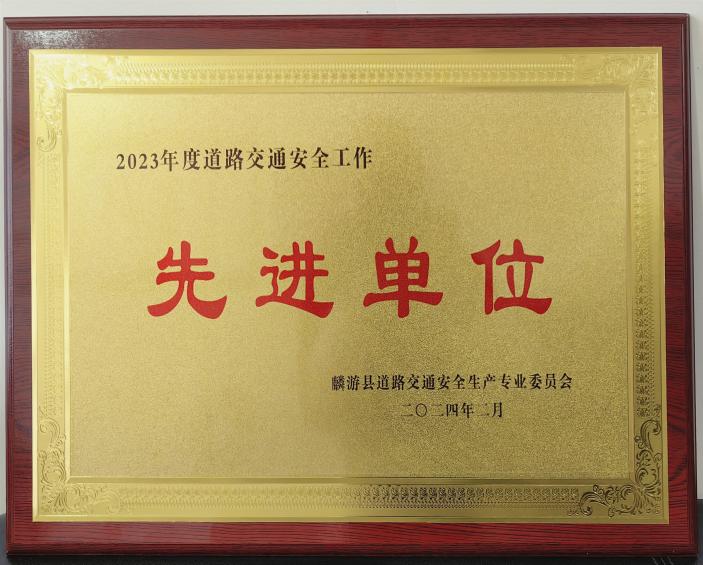 2023年度道路交通安全工作
先进单位
麟游县道路交通安全生产专业委员会
二〇二四年二月